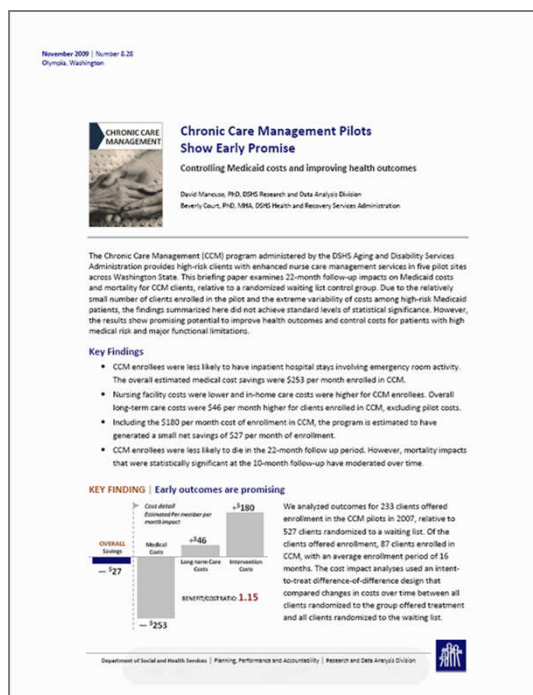 November 2009 | Number 8.28
Olympia, Washington
CHRONIC CARE
MANAGEMENT
Chronic Care Management Pilots
Show Early Promise
Controlling Medicaid costs and improving health outcomes
David Mancuso, PhD, DSHS Research and Data Analysis Division
Beverly Court, PhD, MHA, DSHS Health and Recovery Services Administration
The Chronic Care Management (CCM) program administered by the DSHS Aging and Disability Services
Administration provides high-risk clients with enhanced nurse care management services in five pilot sites
across Washington State. This briefing paper examines 22-month follow-up impacts on Medicaid costs
and mortality for CCM clients, relative to a randomized waiting list control group. Due to the relatively
small number of clients enrolled in the pilot and the extreme variability of costs among high-risk Medicaid
patients, the findings summarized here did not achieve standard levels of statistical significance. However,
the results show promising potential to improve health outcomes and control costs for patients with high
medical risk and major functional limitations.
Key Findings
• CCM enrollees were less likely to have inpatient hospital stays involving emergency room activity.
The overall estimated medical cost savings were $253 per month enrolled in CCM.
• Nursing facility costs were lower and in-home care costs were higher for CCM enrollees. Overall
long-term care costs were $46 per month higher for clients enrolled in CCM, excluding pilot costs.
• Including the $180 per month cost of enrollment in CCM, the program is estimated to have
generated a small net savings of $27 per month of enrollment.
• CCM enrollees were less likely to die in the 22-month follow up period. However, mortality impacts
that were statistically significant at the 10-month follow-up have moderated over time.
KEY FINDING | Early outcomes are promising
Cost detail
Estimated Per member per
month impact
+$180
OVERALL
Savings
— $27
Medical
Costs
— $253
+$46
Long-term Care
Costs
Intervention
Costs
BENEFIT/COST RATIO: 1.15
We analyzed outcomes for 233 clients offered
enrollment in the CCM pilots in 2007, relative to
527 clients randomized to a waiting list. Of the
clients offered enrollment, 87 clients enrolled in
CCM, with an average enrollment period of 16
months. The cost impact analyses used an intent-
to-treat difference-of-difference design that
compared changes in costs over time between all
clients randomized to the group offered treatment
and all clients randomized to the waiting list.
Department of Social and Health Services | Planning, Performance and Accountability | Research and Data Analysis Division